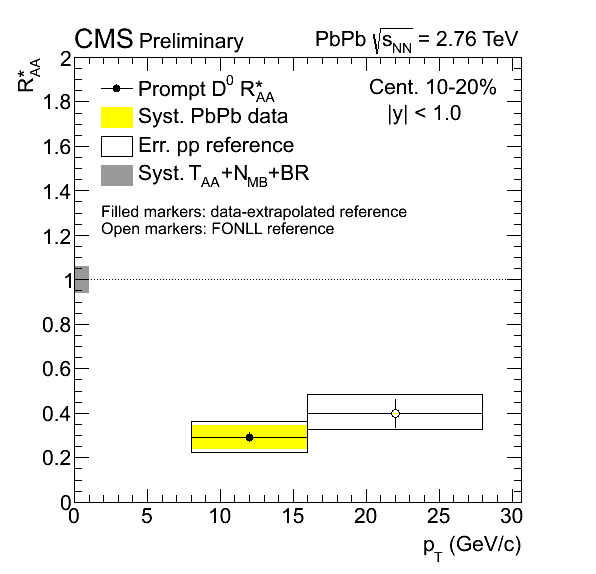 CMS Preliminary PbPb √sNN = 2.76 TeV
R*AA
Prompt D0 R*AA
Cent. 10-20%
Syst. PbPb data
|y| < 1.0
Err. pp reference
Syst. TAA+NMB+BR
Filled markers: data-extrapolated reference
Open markers: FONLL reference
2
1.8
1.6
1.4
1.2
1
0.8
0.6
0.4
0.2
0
0 5 10 15 20 25 30
pT (GeV/c)